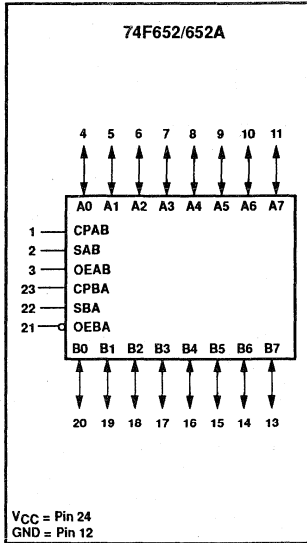 74F652/652A
4 5 6 7 8 9 10 11
A0 A1 A2 A3 A4 A5 A6 A7
1 CPAB
2 SAB
3 OEAB
23 CPBA
22 SBA
21 OEBA
B0 B1 B2 B3 B4 B5 B6 B7
20 19 18 17 16 15 14 13
VCC = Pin 24
GND = Pin 12